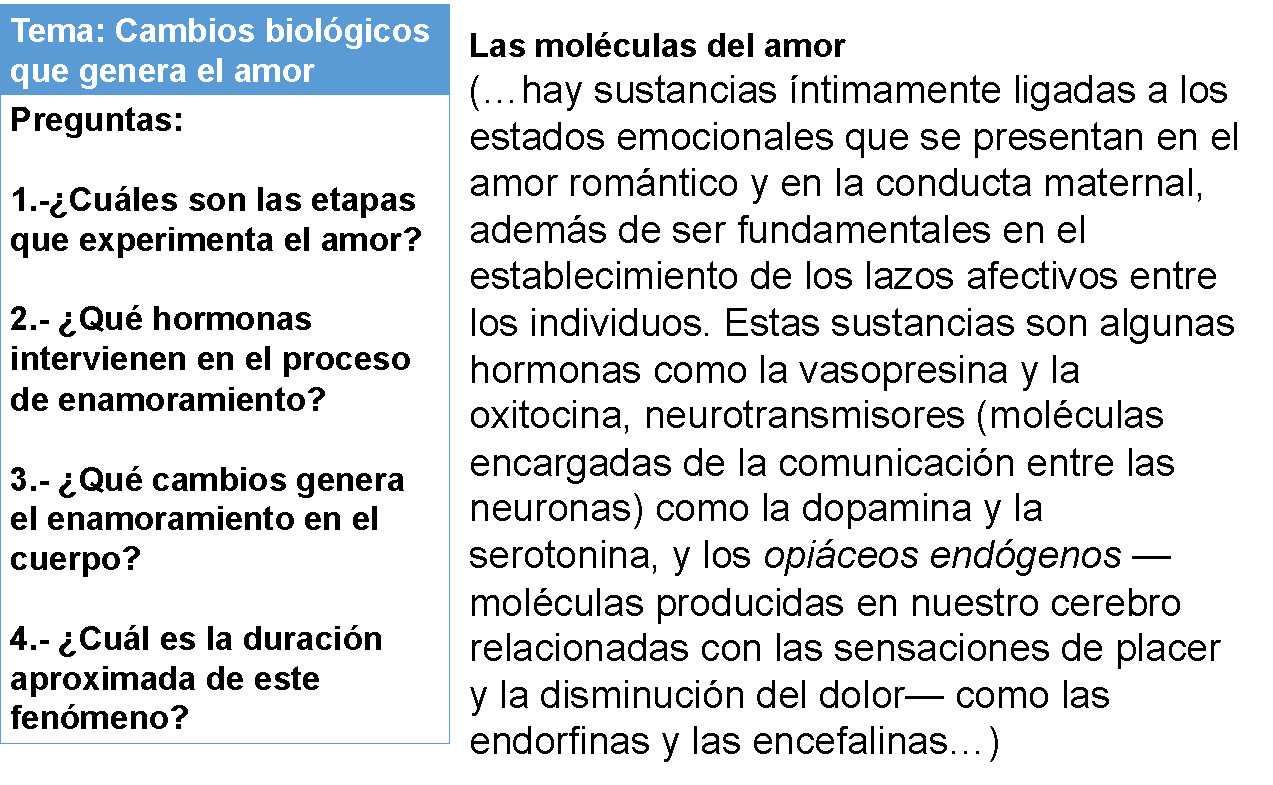 Tema: Cambios biológicos
que genera el amor
Preguntas:
1.-¿Cuáles son las etapas
que experimenta el amor?
2.- ¿Qué hormonas
intervienen en el proceso
de enamoramiento?
3.- ¿Qué cambios genera
el enamoramiento en el
cuerpo?
4.- ¿Cuál es la duración
aproximada de este
fenómeno?
Las moléculas del amor
(…hay sustancias íntimamente ligadas a los
estados emocionales que se presentan en el
amor romántico y en la conducta maternal,
además de ser fundamentales en el
establecimiento de los lazos afectivos entre
los individuos. Estas sustancias son algunas
hormonas como la vasopresina y la
oxitocina, neurotransmisores (moléculas
encargadas de la comunicación entre las
neuronas) como la dopamina y la
serotonina, y los opiáceos endógenos —
moléculas producidas en nuestro cerebro
relacionadas con las sensaciones de placer
y la disminución del dolor— como las
endorfinas y las encefalinas…)